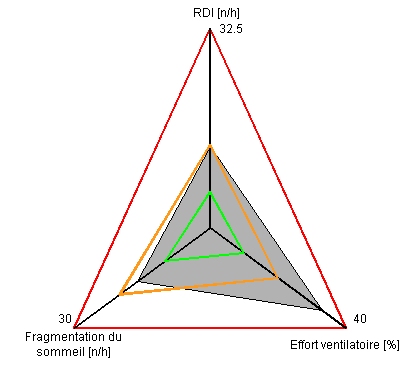 RDI [n/h]
32.5
30
40
Fragmentation du
sommeil [n/h]
Effort ventilatoire [%]